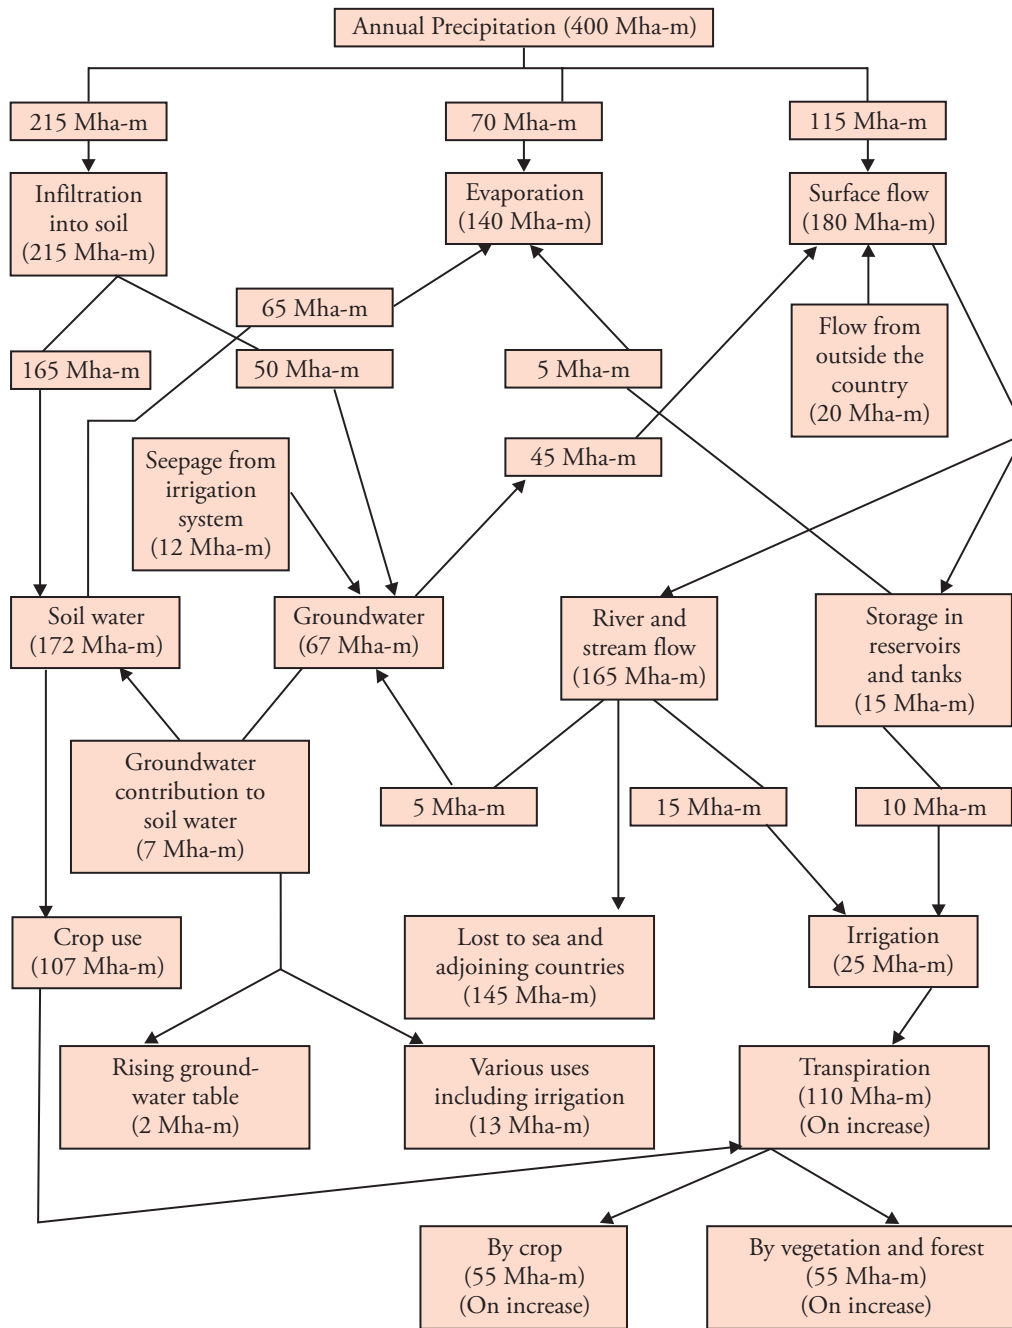 Annual Precipitation (400 Mha-m)
215 Mha-m
70 Mha-m
115 Mha-m
Infiltration
into soil
(215 Mha-m)
Evaporation
(140 Mha-m)
Surface flow
(180 Mha-m)
65 Mha-m
Flow from
outside the
country
(20 Mha-m)
165 Mha-m
50 Mha-m
5 Mha-m
Seepage from
irrigation
system
(12 Mha-m)
45 Mha-m
Soil water
(172 Mha-m)
Groundwater
(67 Mha-m)
River and
stream flow
(165 Mha-m)
Storage in
reservoirs
and tanks
(15 Mha-m)
Groundwater
contribution to
soil water
(7 Mha-m)
5 Mha-m
15 Mha-m
10 Mha-m
Crop use
(107 Mha-m)
Lost to sea and
adjoining countries
(145 Mha-m)
Irrigation
(25 Mha-m)
Rising ground-
water table
(2 Mha-m)
Various uses
including irrigation
(13 Mha-m)
Transpiration
(110 Mha-m)
(On increase)
By crop
(55 Mha-m)
(On increase)
By vegetation and forest
(55 Mha-m)
(On increase)